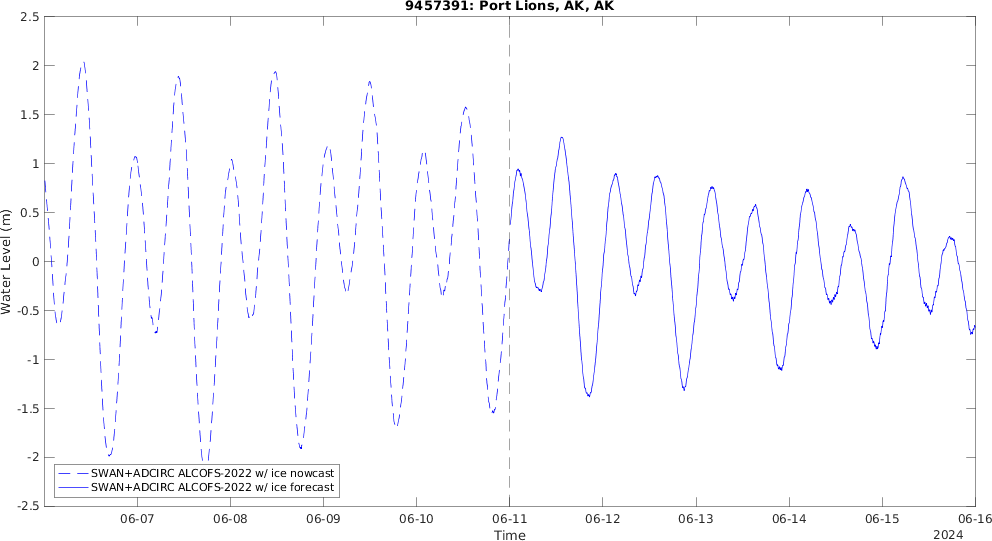 9457391: Port Lions, AK, AK
2.5
2
1.5
1
0.5
0
-0.5
-1
-1.5
-2
-2.5
Water Level (m)
SWAN+ADCIRC ALCOFS-2022 w/ ice nowcast
SWAN+ADCIRC ALCOFS-2022 w/ ice forecast
06-07 06-08 06-09 06-10 06-11 06-12 06-13 06-14 06-15 06-16
Time
2024